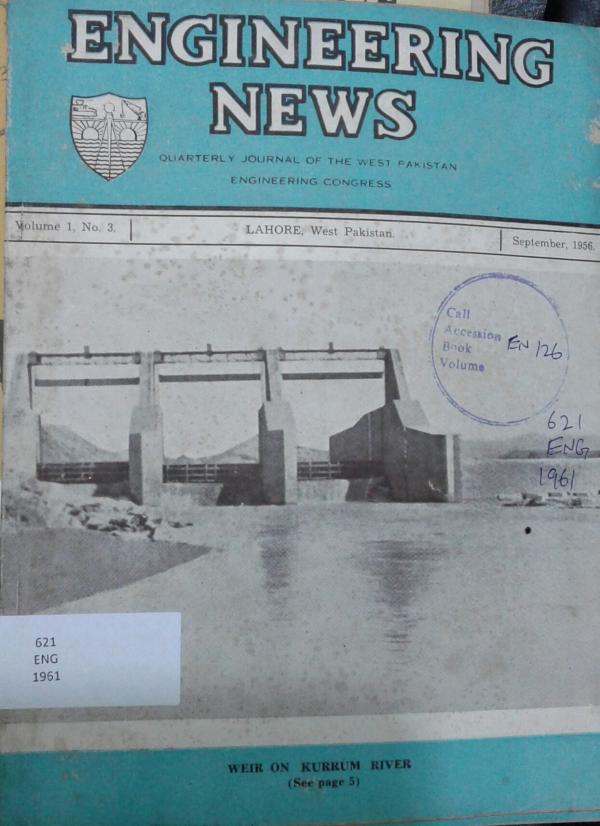 ENGINEERING
NEWS
QUARTERLY JOURNAL OF THE WEST PAKISTAN
ENGINEERING CONGRESS
Volume 1, No. 3.
LAHORE, West Pakistan.
September, 1956.
Call
Accession
Book
Volume
EN 126
621
ENG
1961
621
ENG
1961
WEIR ON KURRUM RIVER
(See page 5)